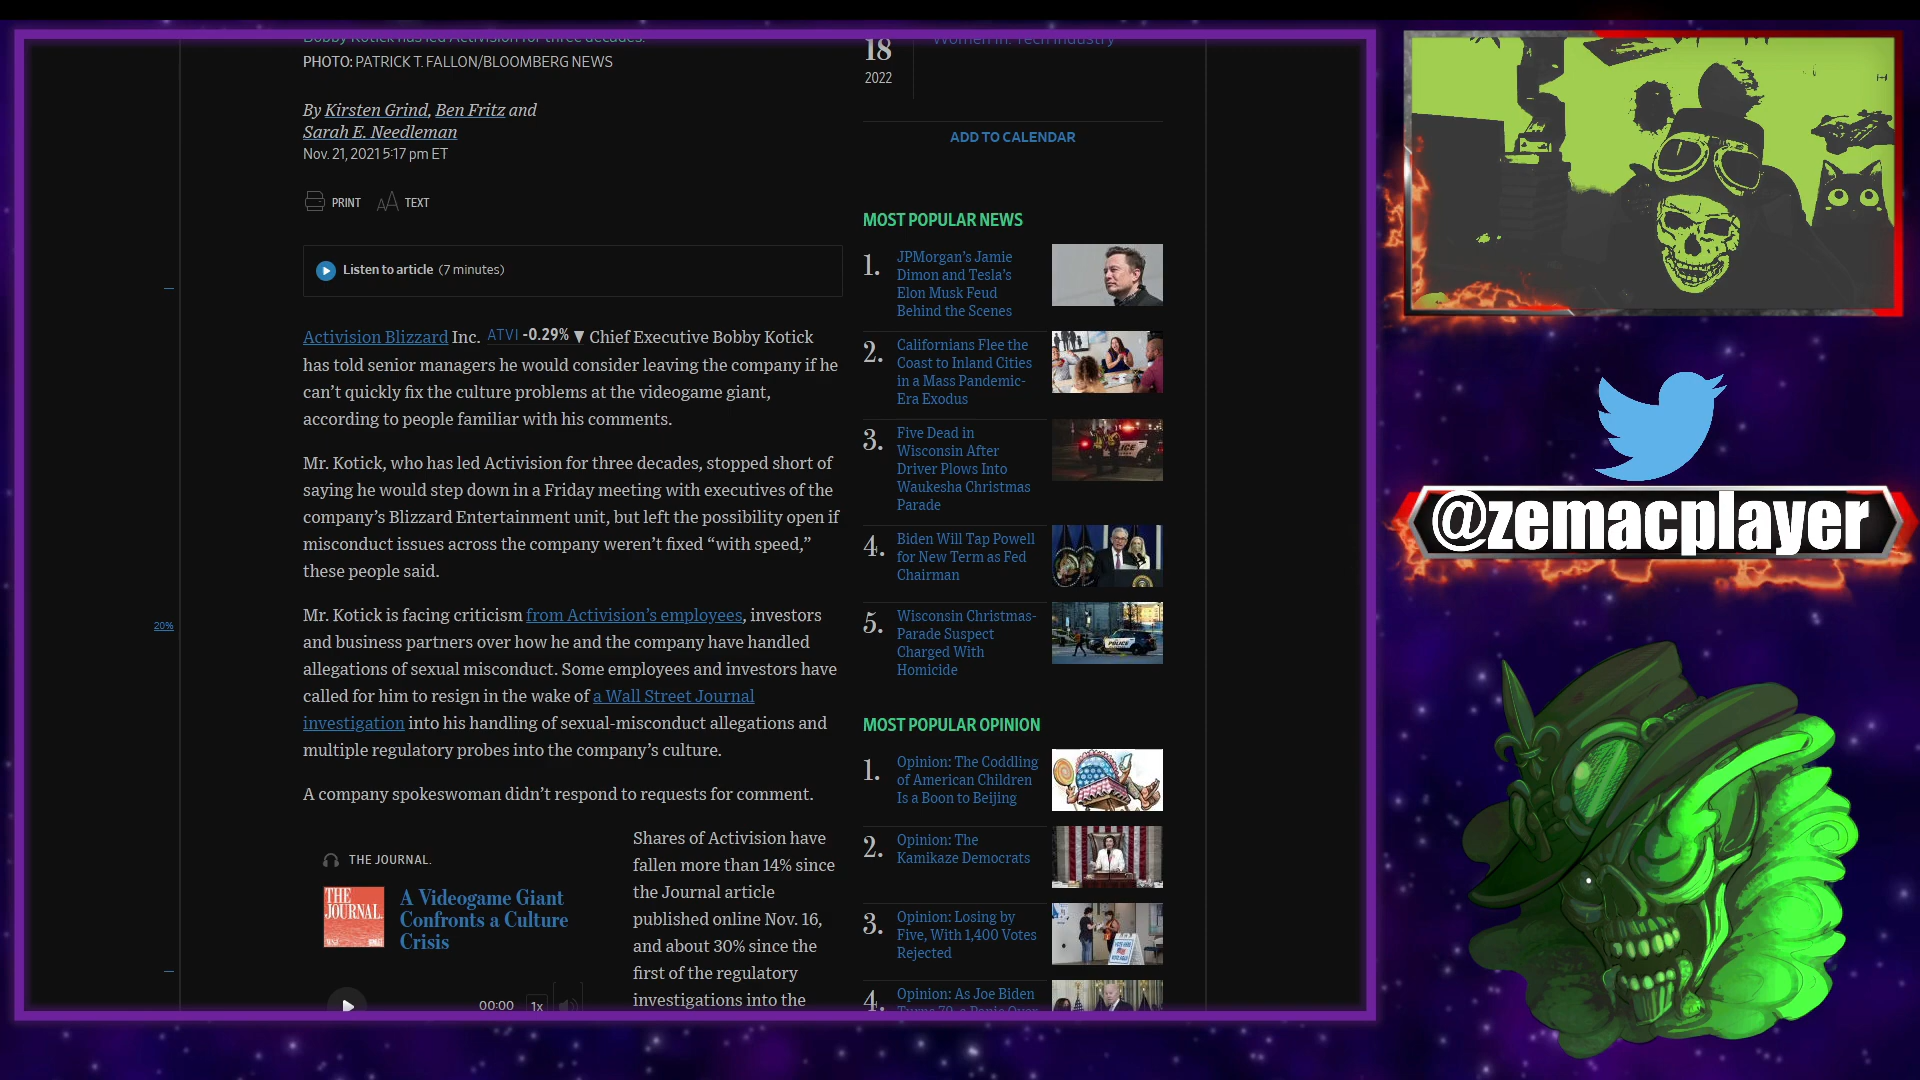 Bobby Kotick has led Activision for three decades.
PHOTO: PATRICK T. FALLON/BLOOMBERG NEWS
By Kirsten Grind, Ben Fritz and
Sarah E. Needleman
Nov. 21, 2021 5:17 pm ET
PRINT TEXT
Listen to article (7 minutes)
Activision Blizzard Inc. ATVI -0.29% ▼ Chief Executive Bobby Kotick
has told senior managers he would consider leaving the company if he
can’t quickly fix the culture problems at the videogame giant,
according to people familiar with his comments.
Mr. Kotick, who has led Activision for three decades, stopped short of
saying he would step down in a Friday meeting with executives of the
company’s Blizzard Entertainment unit, but left the possibility open if
misconduct issues across the company weren’t fixed “with speed,”
these people said.
20%
Mr. Kotick is facing criticism from Activision’s employees, investors
and business partners over how he and the company have handled
allegations of sexual misconduct. Some employees and investors have
called for him to resign in the wake of a Wall Street Journal
investigation into his handling of sexual-misconduct allegations and
multiple regulatory probes into the company’s culture.
A company spokeswoman didn’t respond to requests for comment.
THE JOURNAL.
THE
JOURNAL.
A Videogame Giant
Confronts a Culture
Crisis
00:00 1x
Shares of Activision have
fallen more than 14% since
the Journal article
published online Nov. 16,
and about 30% since the
first of the regulatory
investigations into the
18
2022
Women In: Tech Industry
ADD TO CALENDAR
MOST POPULAR NEWS
1. JPMorgan’s Jamie
Dimon and Tesla’s
Elon Musk Feud
Behind the Scenes
2. Californians Flee the
Coast to Inland Cities
in a Mass Pandemic-
Era Exodus
3. Five Dead in
Wisconsin After
Driver Plows Into
Waukesha Christmas
Parade
4. Biden Will Tap Powell
for New Term as Fed
Chairman
5. Wisconsin Christmas-
Parade Suspect
Charged With
Homicide
MOST POPULAR OPINION
1. Opinion: The Coddling
of American Children
Is a Boon to Beijing
2. Opinion: The
Kamikaze Democrats
3. Opinion: Losing by
Five, With 1,400 Votes
Rejected
4. Opinion: As Joe Biden
@zemacplayer